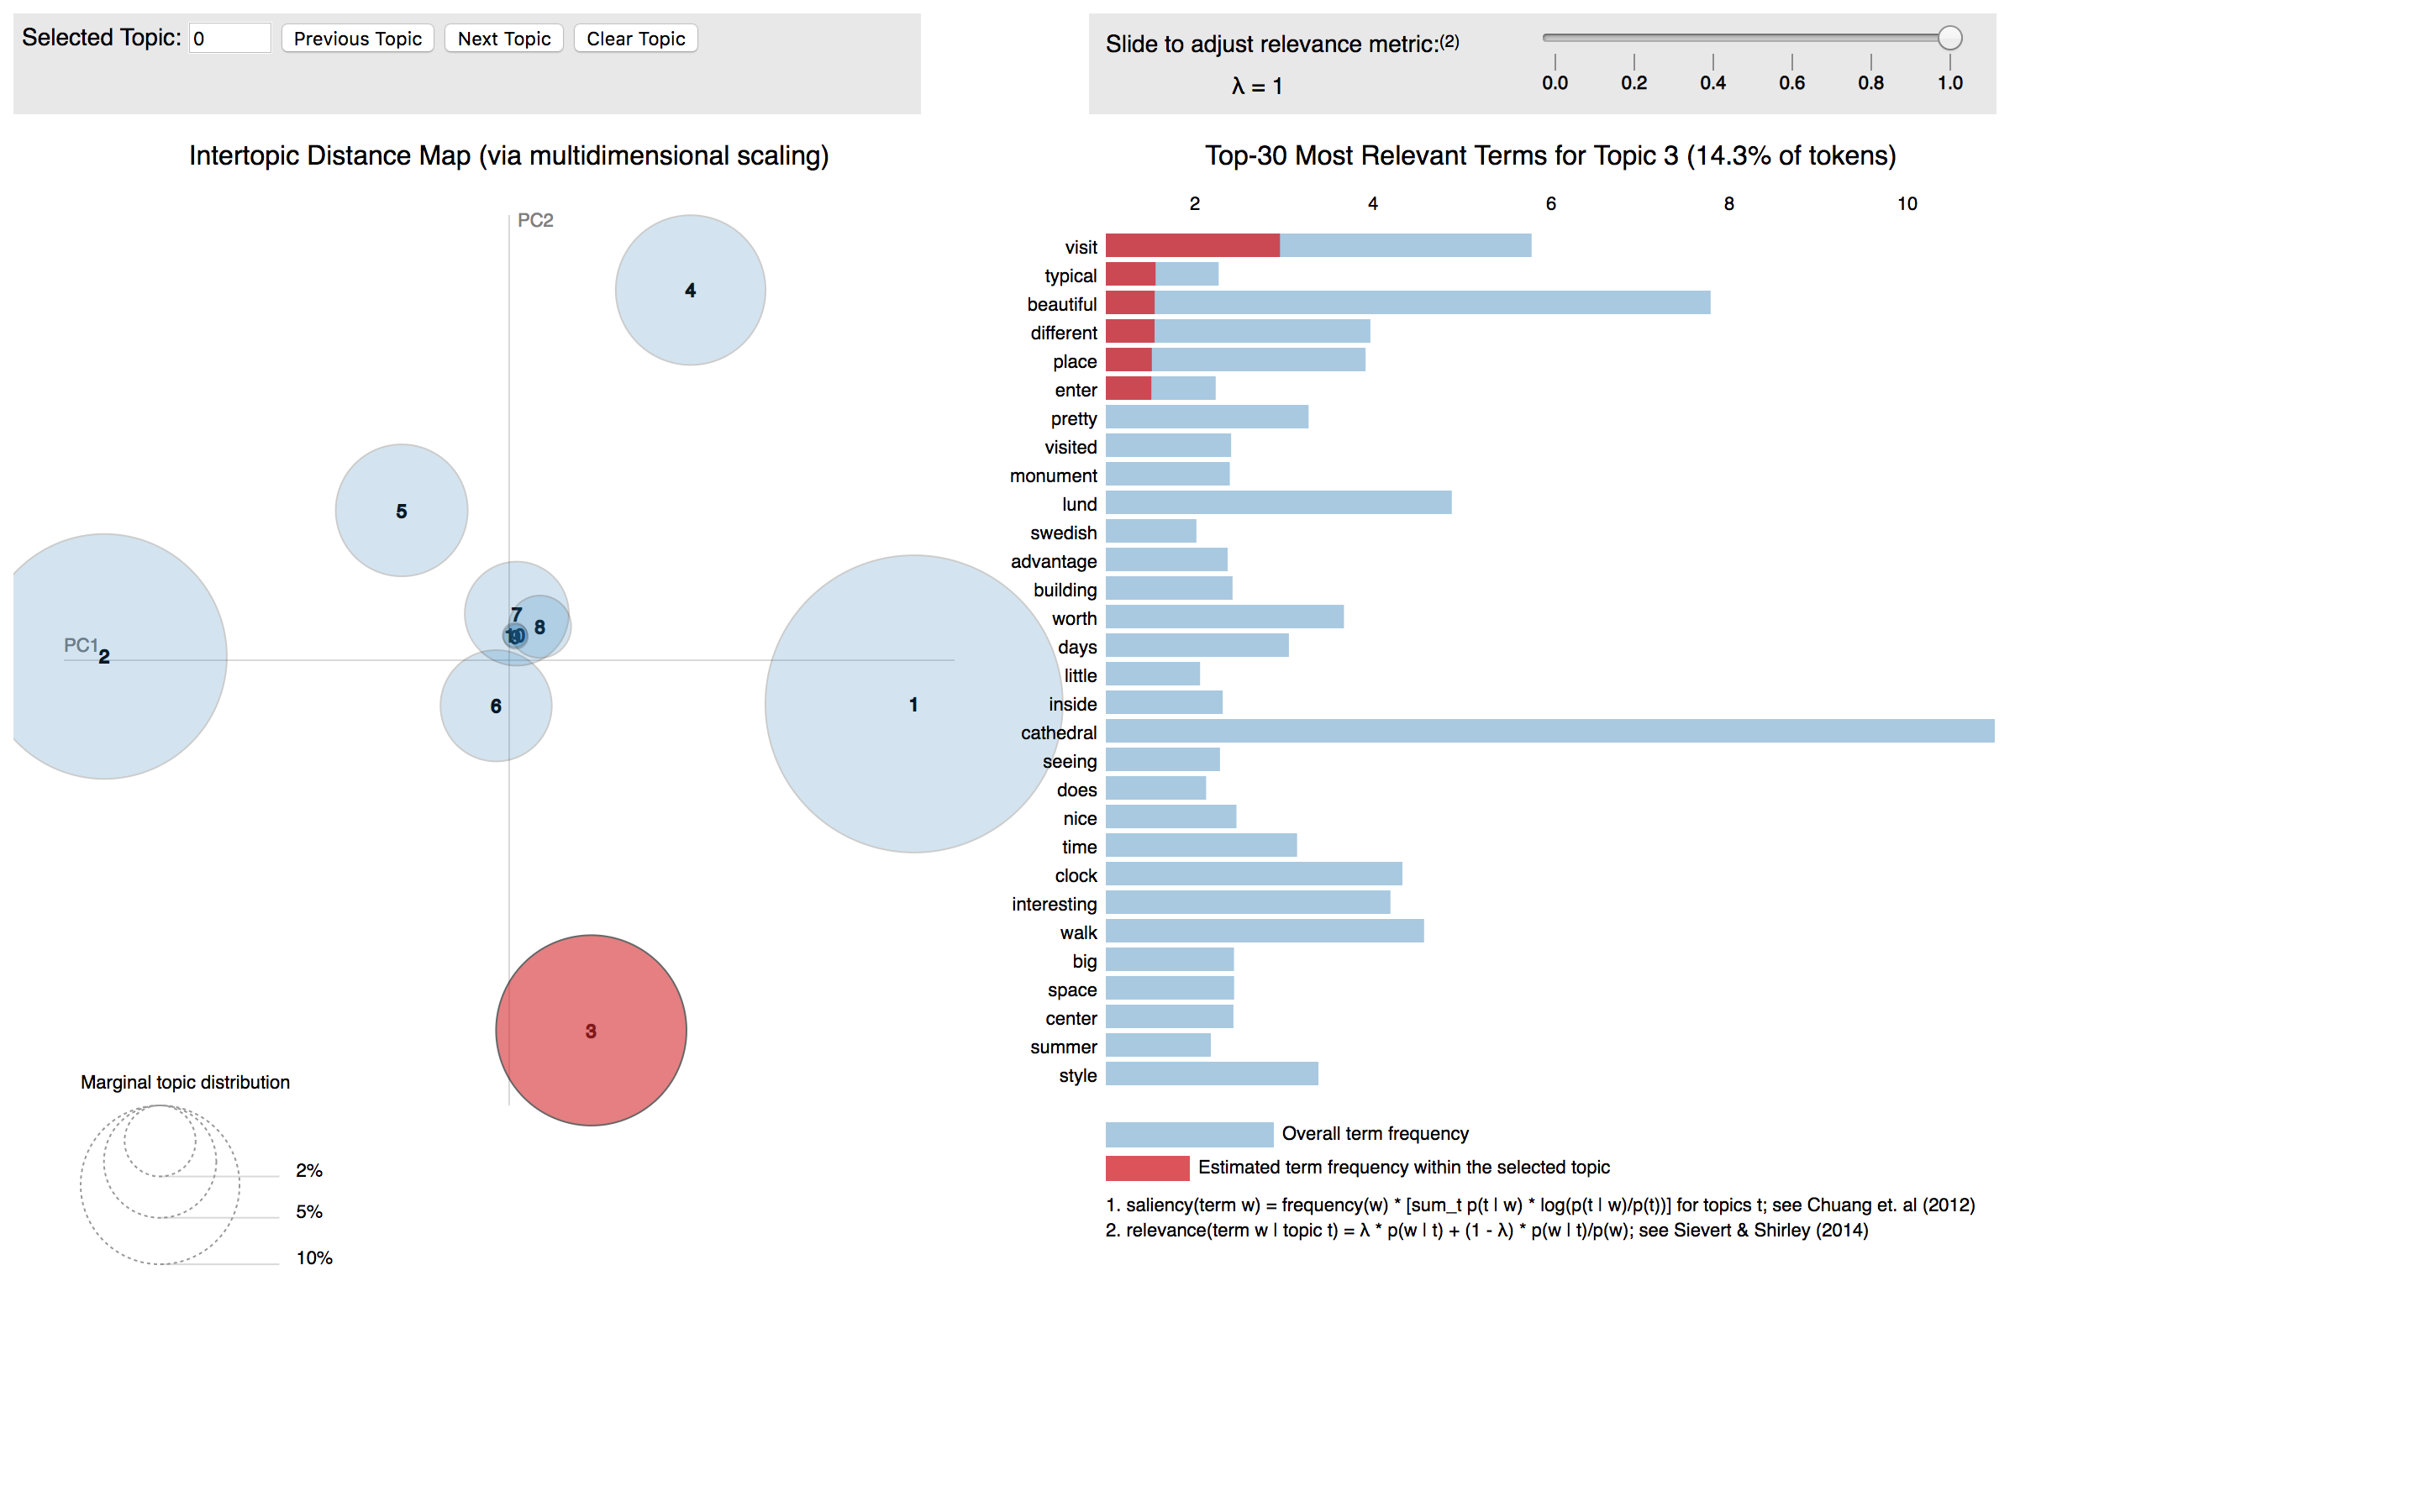 Selected Topic: 0 Previous Topic Next Topic Clear Topic
Slide to adjust relevance metric:(2)
λ = 1
0.0 0.2 0.4 0.6 0.8 1.0
Intertopic Distance Map (via multidimensional scaling)
PC2
4
5
7
8
10
9
PC1
2
6
1
3
Marginal topic distribution
2%
5%
10%
Top-30 Most Relevant Terms for Topic 3 (14.3% of tokens)
2 4 6 8 10
visit
typical
beautiful
different
place
enter
pretty
visited
monument
lund
swedish
advantage
building
worth
days
little
inside
cathedral
seeing
does
nice
time
clock
interesting
walk
big
space
center
summer
style
Overall term frequency
Estimated term frequency within the selected topic
1. saliency(term w) = frequency(w) * [sum_t p(t | w) * log(p(t | w)/p(t))] for topics t; see Chuang et. al (2012)
2. relevance(term w | topic t) = λ * p(w | t) + (1 - λ) * p(w | t)/p(w); see Sievert & Shirley (2014)